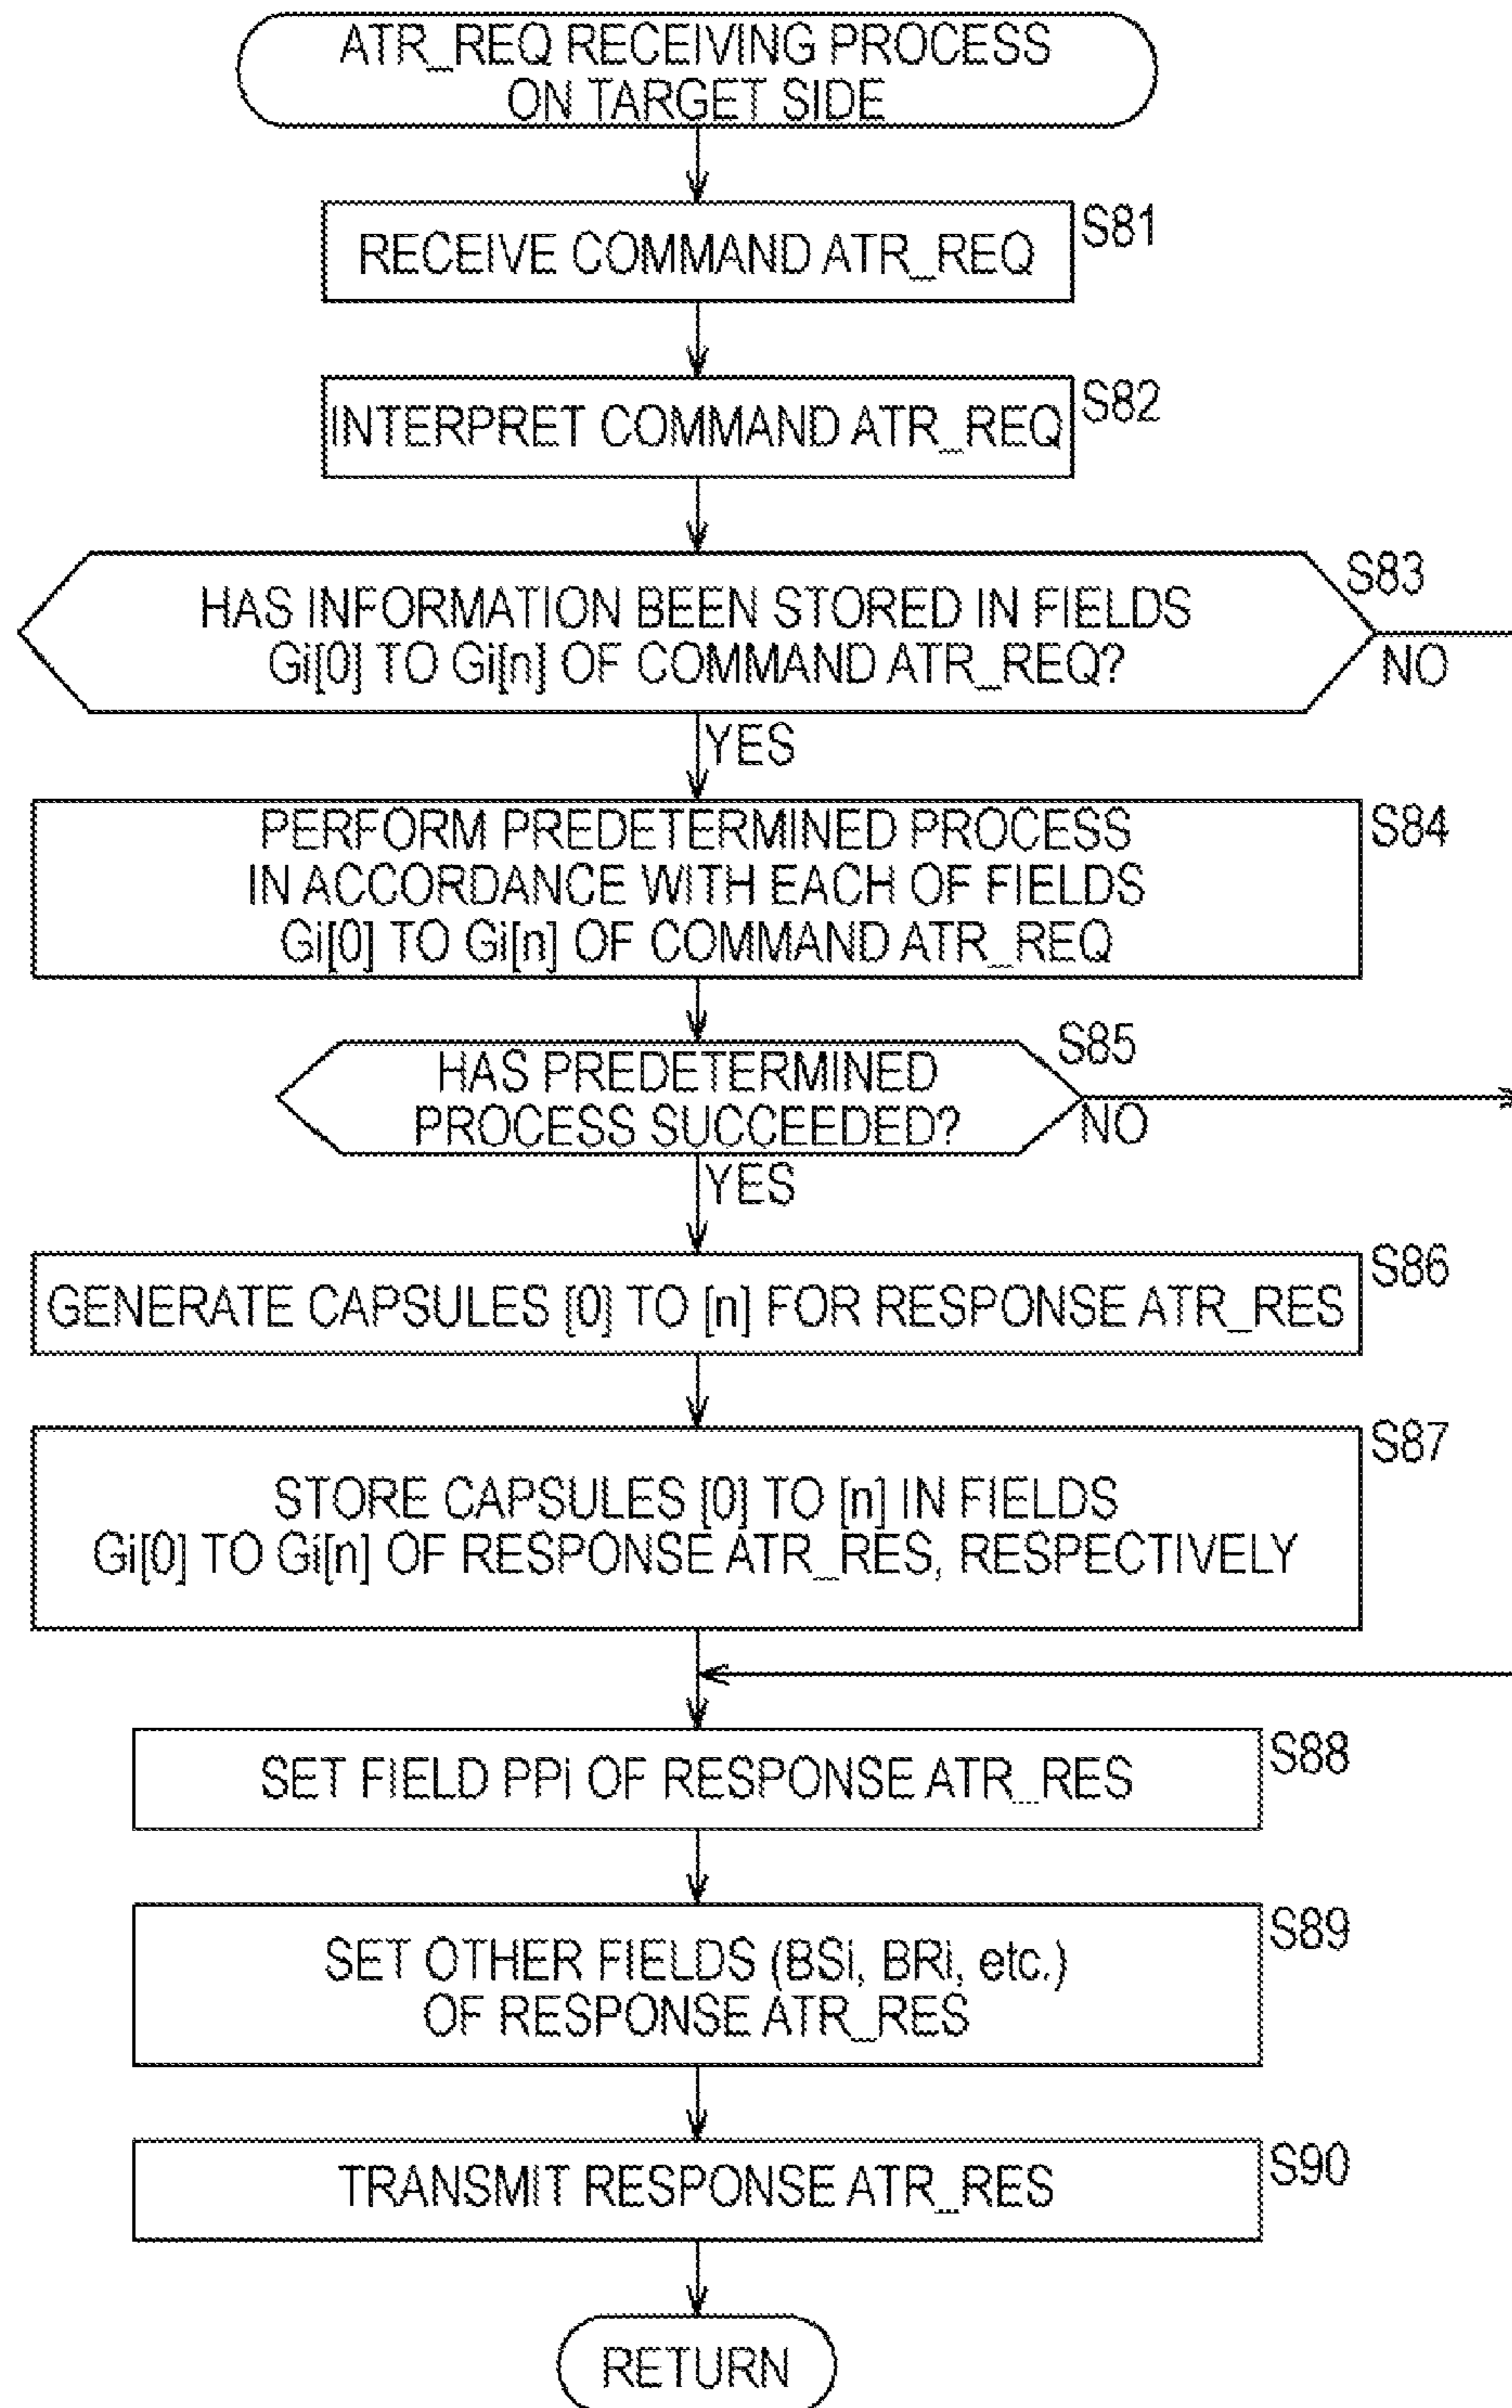 ATR_REQ RECEIVING PROCESS
ON TARGET SIDE
S81
RECEIVE COMMAND ATR_REQ
S82
INTERPRET COMMAND ATR_REQ
S83
HAS INFORMATION BEEN STORED IN FIELDS
Gi[0] TO Gi[n] OF COMMAND ATR_REQ?
NO
YES
S84
PERFORM PREDETERMINED PROCESS
IN ACCORDANCE WITH EACH OF FIELDS
Gi[0] TO Gi[n] OF COMMAND ATR_REQ
S85
HAS PREDETERMINED
PROCESS SUCCEEDED?
NO
YES
S86
GENERATE CAPSULES [0] TO [n] FOR RESPONSE ATR_RES
S87
STORE CAPSULES [0] TO [n] IN FIELDS
Gi[0] TO Gi[n] OF RESPONSE ATR_RES, RESPECTIVELY
S88
SET FIELD PPi OF RESPONSE ATR_RES
S89
SET OTHER FIELDS (BSi, BRi, etc.)
OF RESPONSE ATR_RES
S90
TRANSMIT RESPONSE ATR_RES
RETURN